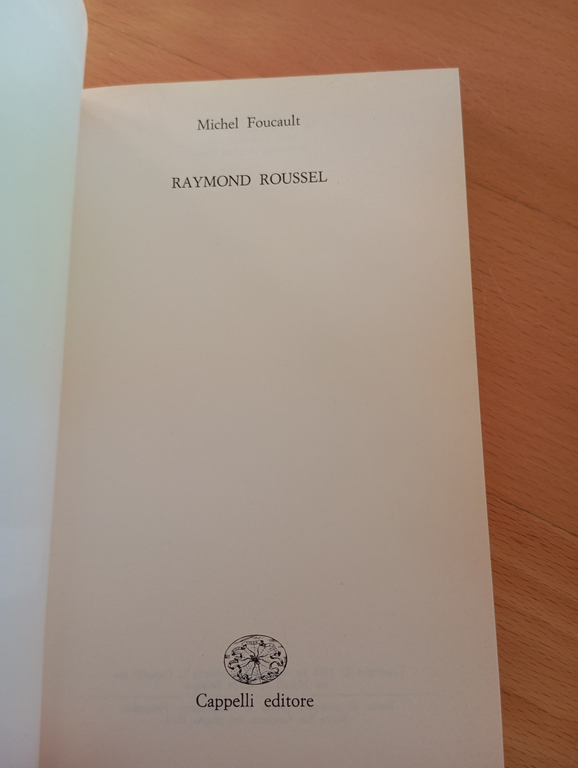 Michel Foucault
RAYMOND ROUSSEL
Cappelli editore